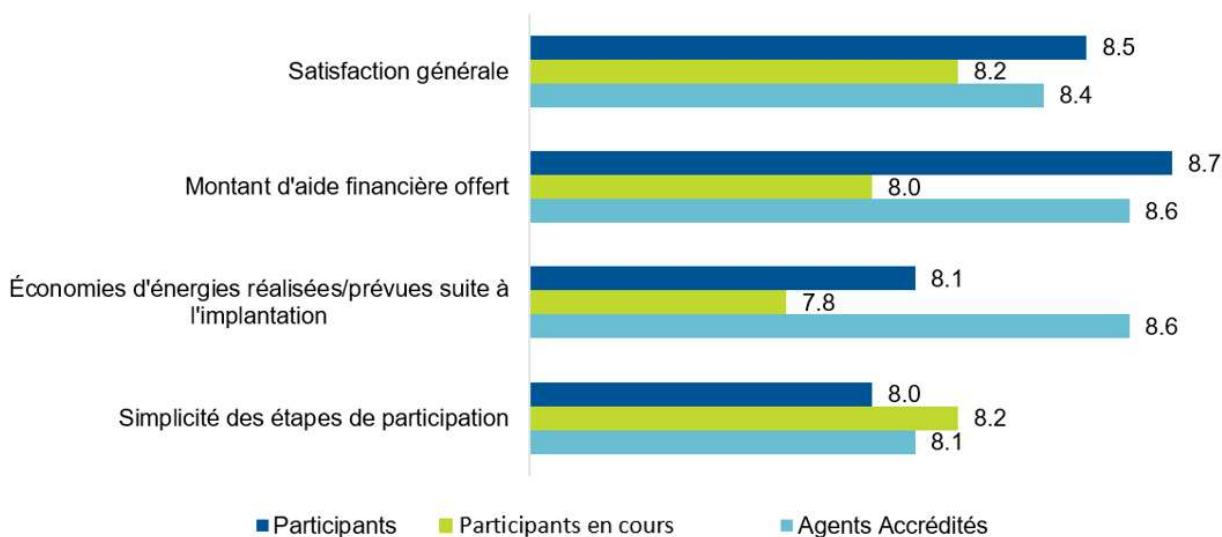 Satisfaction générale
8.5
8.2
8.4
Montant d'aide financière offert
8.7
8.0
8.6
Économies d'énergies réalisées/prévues suite à
l'implantation
8.1
7.8
8.6
Simplicité des étapes de participation
8.0
8.2
8.1
Participants
Participants en cours
Agents Accrédités